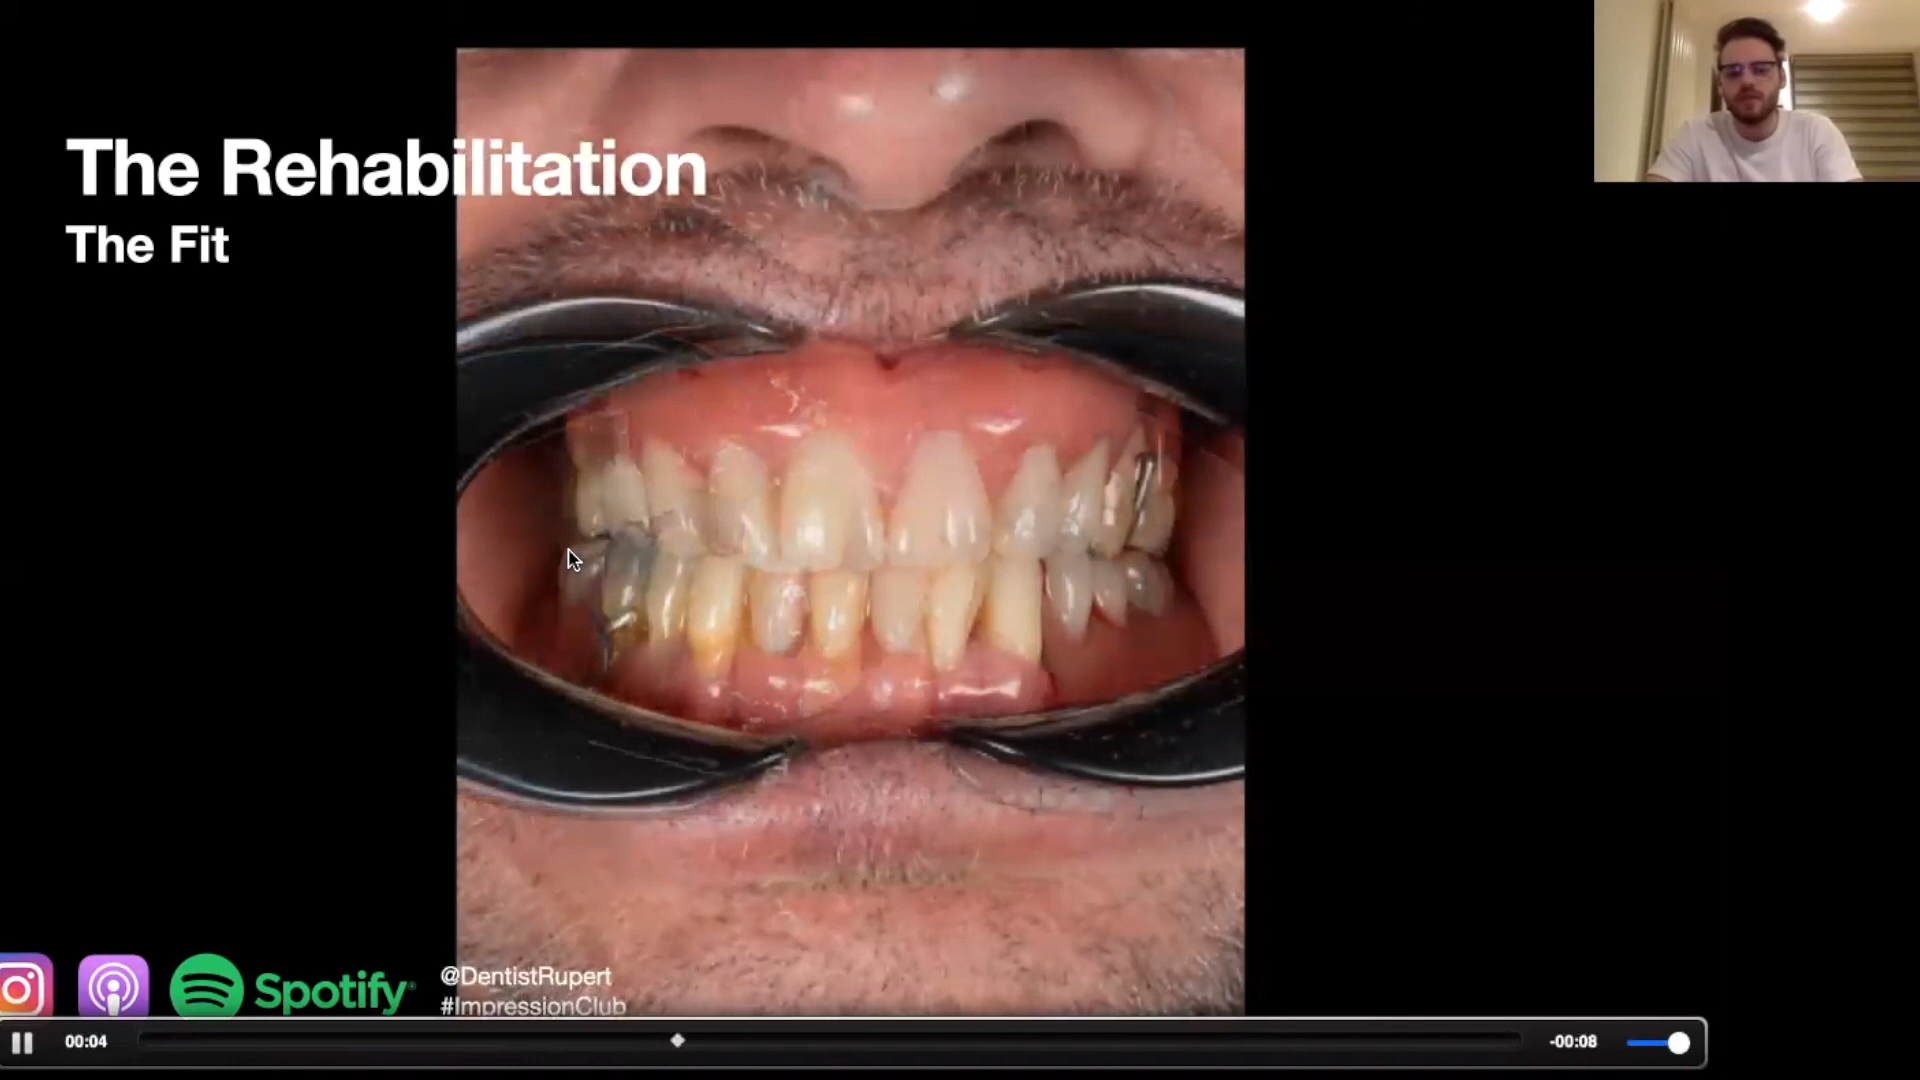 The Rehabilitation
The Fit
Spotify
@DentistRupert
#ImpressionClub
00:04
-00:08